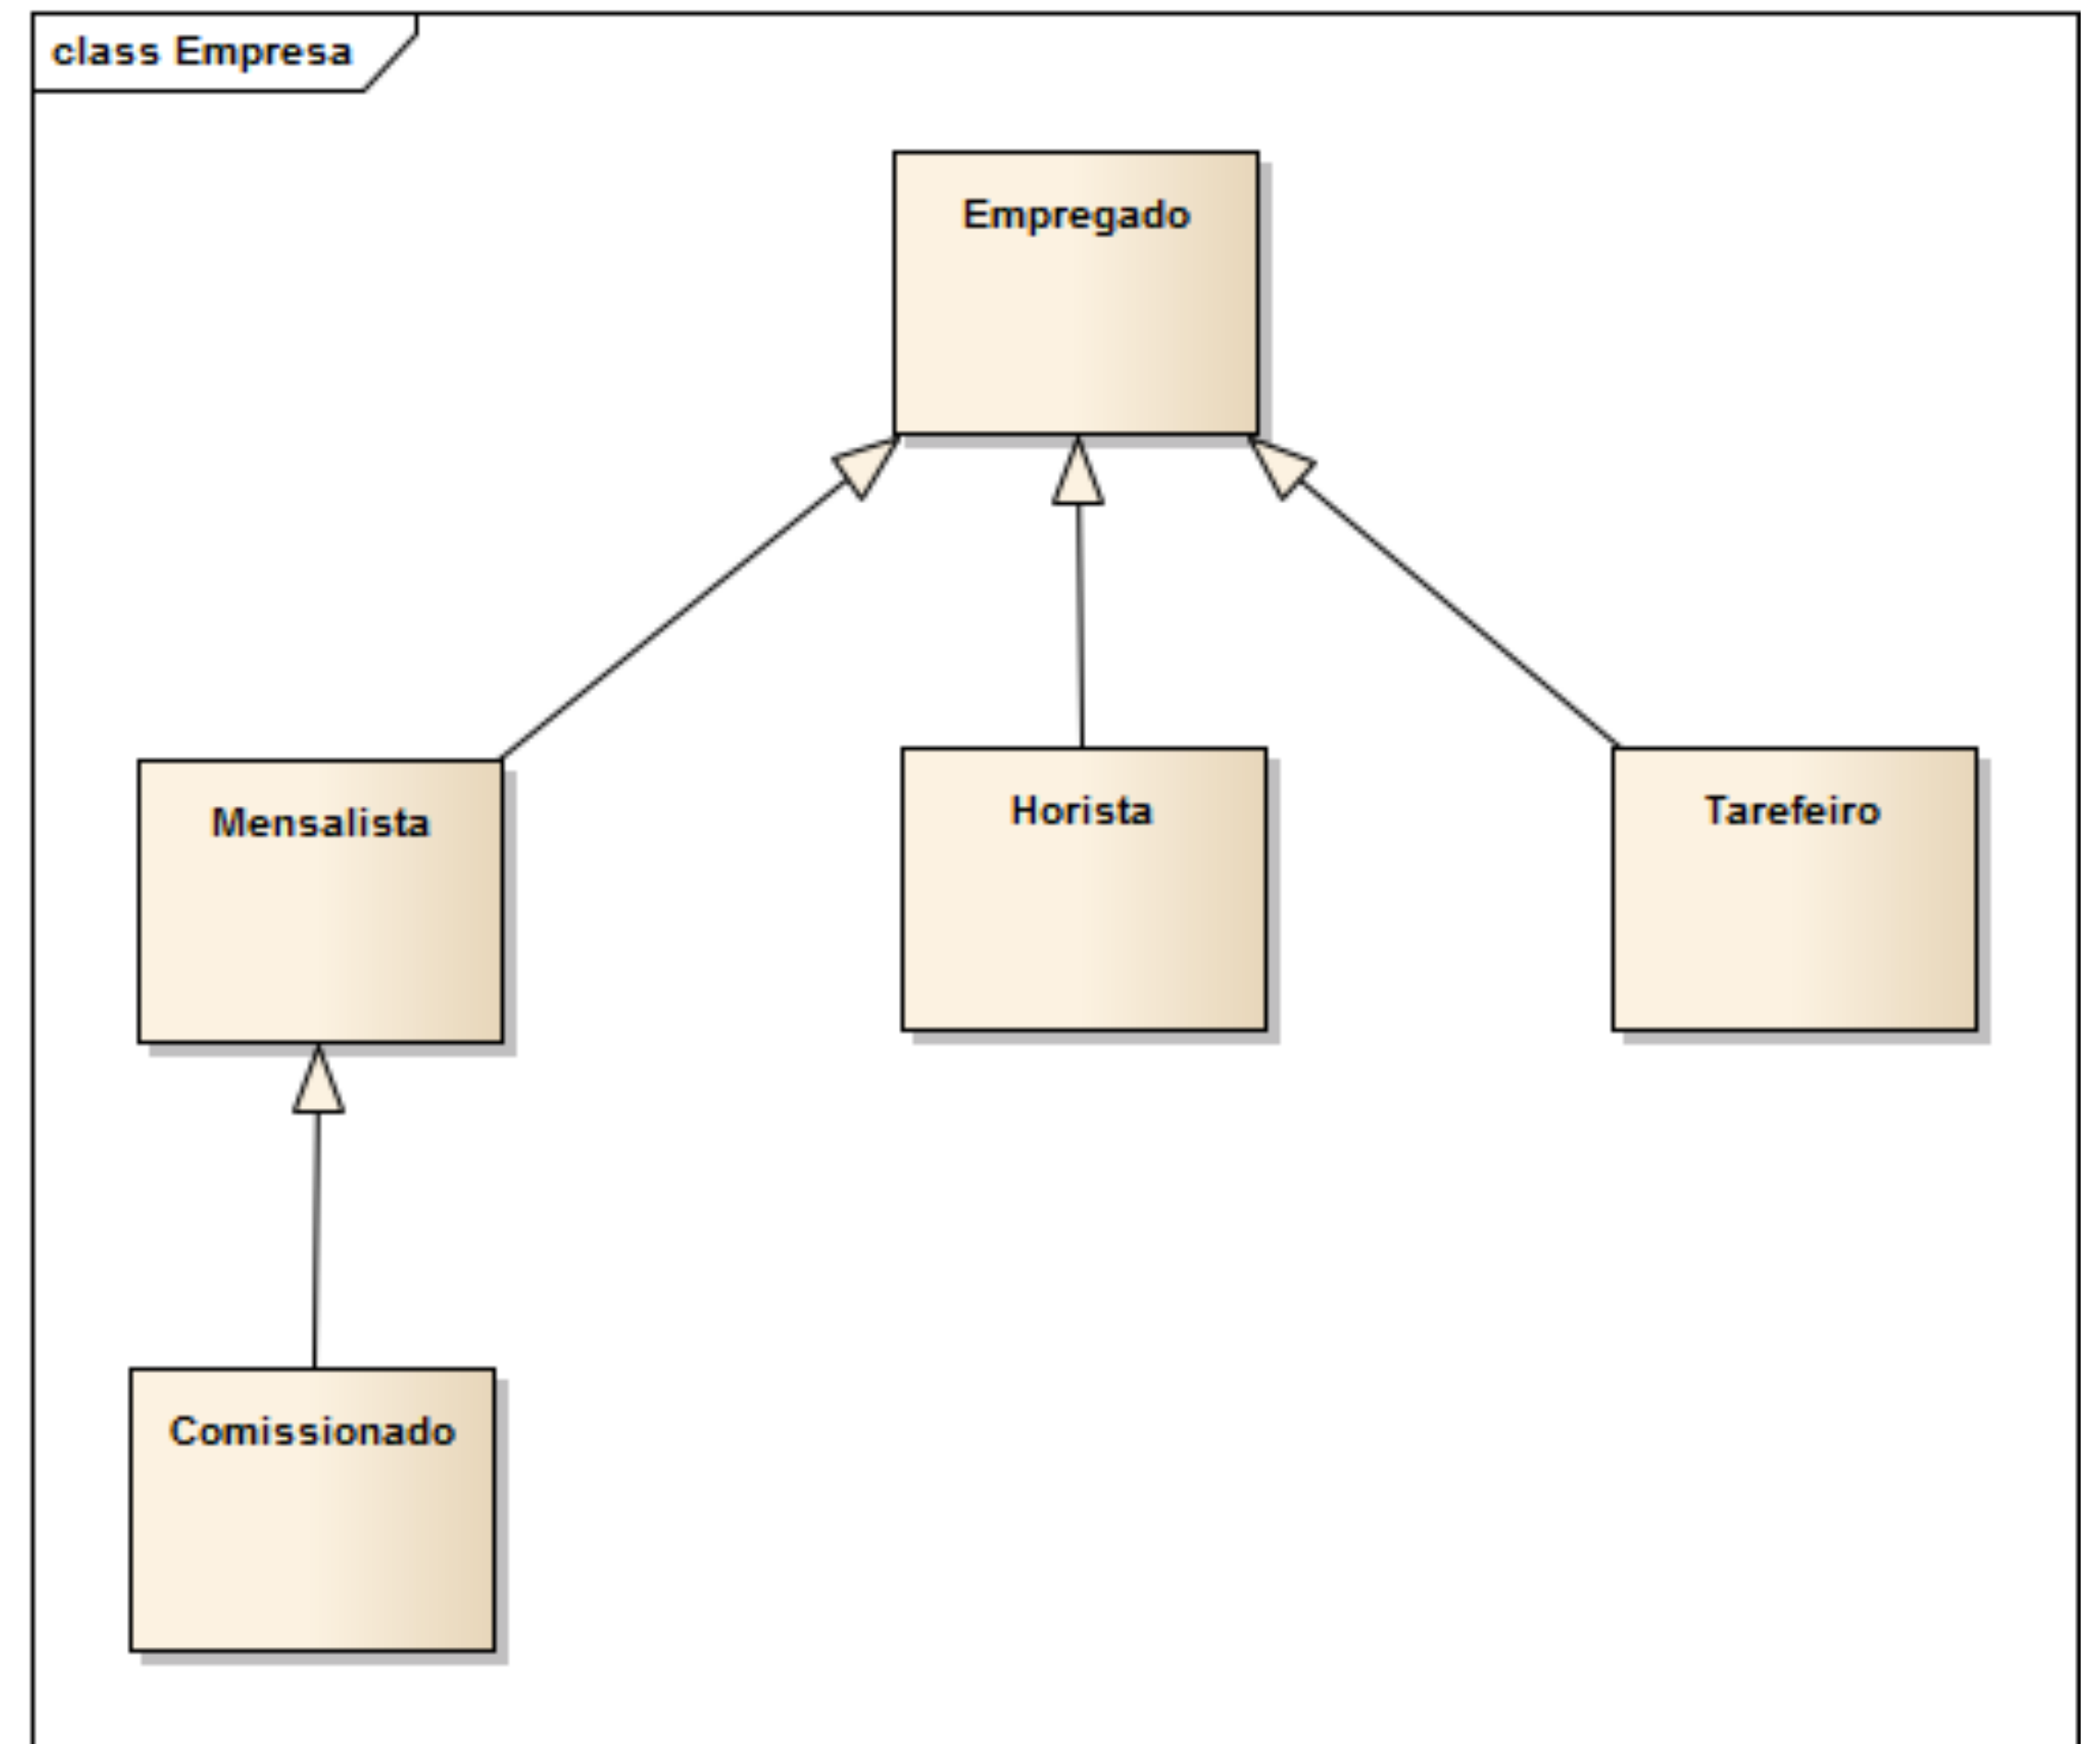 class Empresa
Empregado
Mensalista
Horista
Tarefeiro
Comissionado